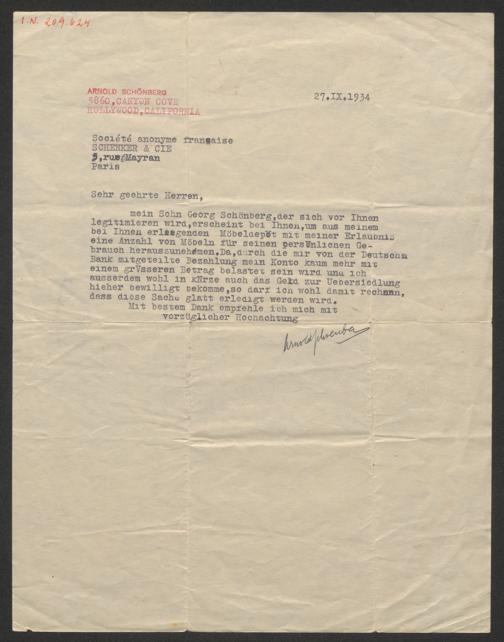 I.N. 209.624
ARNOLD SCHÖNBERG
5860, CANYON COVE
HOLLYWOOD, CALIFORNIA
27.IX.1934
Société anonyme française
SCHENKER & CIE
5, rue Mayran
Paris
Sehr geehrte Herren,
mein Sohn Georg Schönberg, der sich vor Ihnen
legitimieren wird, erscheint bei Ihnen, um aus meinem
bei Ihnen erliegenden Möbeldepöt mit meiner Erlaubnis
eine Anzahl von Möbeln für seinen persönlichen Ge-
brauch herauszunehmen. Da, durch die mir von der Deutschen
Bank mitgeteilte Bezahlung mein Konto kaum mehr mit
einem grösseren Betrag belastet sein wird und ich
ausserdem wohl in Kürze auch das Geld zur Uebersiedlung
hieher bewilligt bekomme, so darf ich wohl damit rechnen,
dass diese Sache glatt erledigt werden wird.
Mit bestem Dank empfehle ich mich mit
vorzüglicher Hochachtung
Arnold Schoenberg